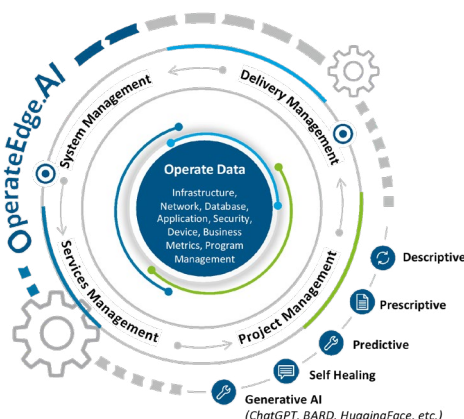 OperateEdge.AI
System Management
Delivery Management
Operate Data
Infrastructure,
Network, Database,
Application, Security,
Device, Business
Metrics, Program
Management
Services Management
Project Management
Descriptive
Prescriptive
Predictive
Self Healing
Generative AI
(ChatGPT, BARD, HuggingFace, etc.)